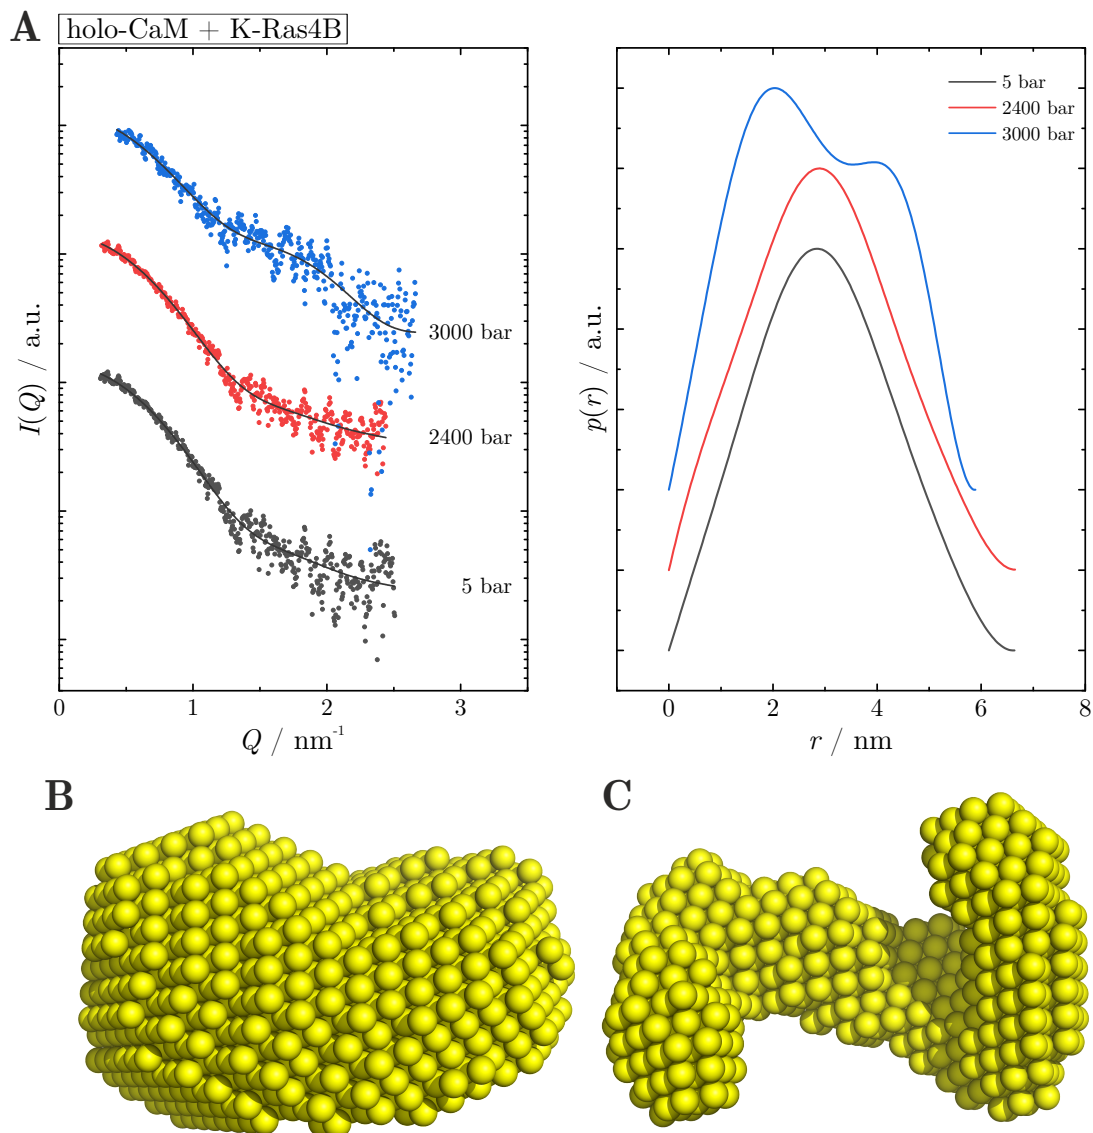 A
holo-CaM + K-Ras4B
I(Q) / a.u.
3000 bar
2400 bar
5 bar
0 1 2 3
Q / nm⁻¹
p(r) / a.u.
5 bar
2400 bar
3000 bar
0 2 4 6 8
r / nm
B
C